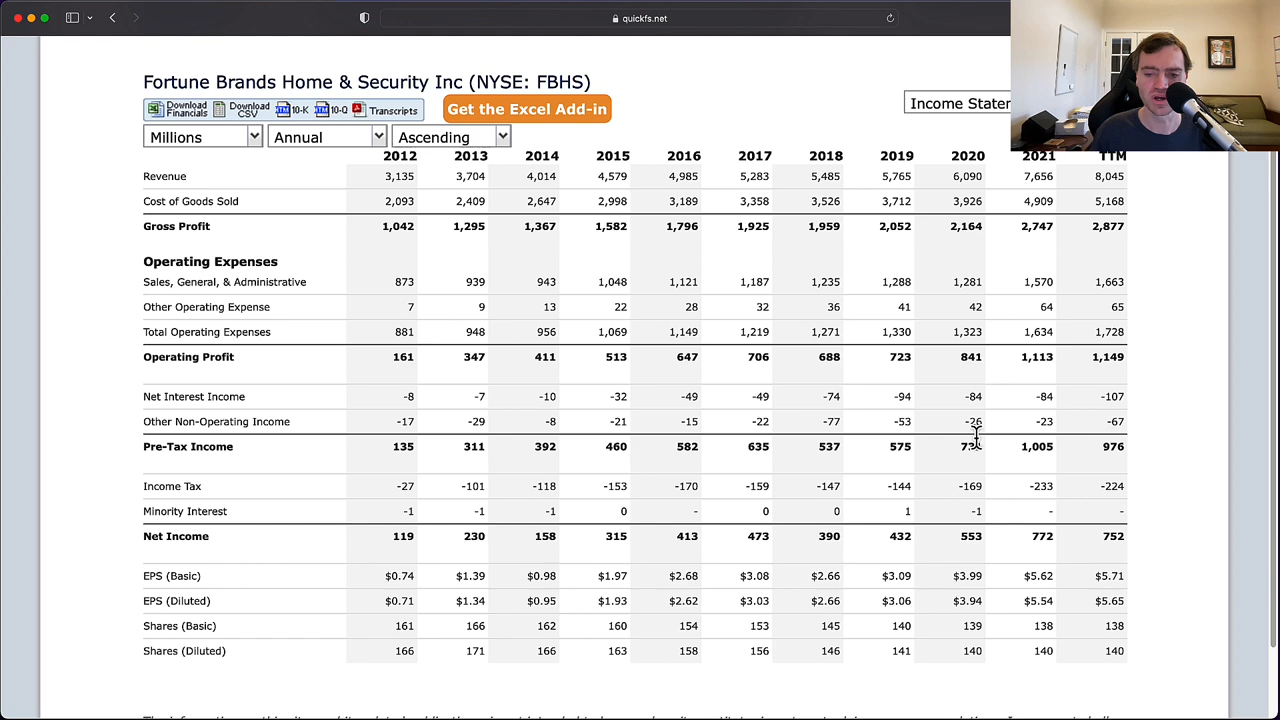 quickfs.net
Fortune Brands Home & Security Inc (NYSE: FBHS)
Download Financials Download CSV 10-K 10-Q Transcripts
Get the Excel Add-in
Millions Annual Ascending
2012 2013 2014 2015 2016 2017 2018 2019 2020 2021 TTM
Revenue 3,135 3,704 4,014 4,579 4,985 5,283 5,485 5,765 6,090 7,656 8,045
Cost of Goods Sold 2,093 2,409 2,647 2,998 3,189 3,358 3,526 3,712 3,926 4,909 5,168
Gross Profit 1,042 1,295 1,367 1,582 1,796 1,925 1,959 2,052 2,164 2,747 2,877
Operating Expenses
Sales, General, & Administrative 873 939 943 1,048 1,121 1,187 1,235 1,288 1,281 1,570 1,663
Other Operating Expense 7 9 13 22 28 32 36 41 42 64 65
Total Operating Expenses 881 948 956 1,069 1,149 1,219 1,271 1,330 1,323 1,634 1,728
Operating Profit 161 347 411 513 647 706 688 723 841 1,113 1,149
Net Interest Income -8 -7 -10 -32 -49 -49 -74 -94 -84 -84 -107
Other Non-Operating Income -17 -29 -8 -21 -15 -22 -77 -53 -26 -23 -67
Pre-Tax Income 135 311 392 460 582 635 537 575 1,005 976
Income Tax -27 -101 -118 -153 -170 -159 -147 -144 -169 -233 -224
Minority Interest -1 -1 -1 0 - 0 0 1 -1 - -
Net Income 119 230 158 315 413 473 390 432 553 772 752
EPS (Basic) $0.74 $1.39 $0.98 $1.97 $2.68 $3.08 $2.66 $3.09 $3.99 $5.62 $5.71
EPS (Diluted) $0.71 $1.34 $0.95 $1.93 $2.62 $3.03 $2.66 $3.06 $3.94 $5.54 $5.65
Shares (Basic) 161 166 162 160 154 153 145 140 139 138 138
Shares (Diluted) 166 171 166 163 158 156 146 141 140 140 140